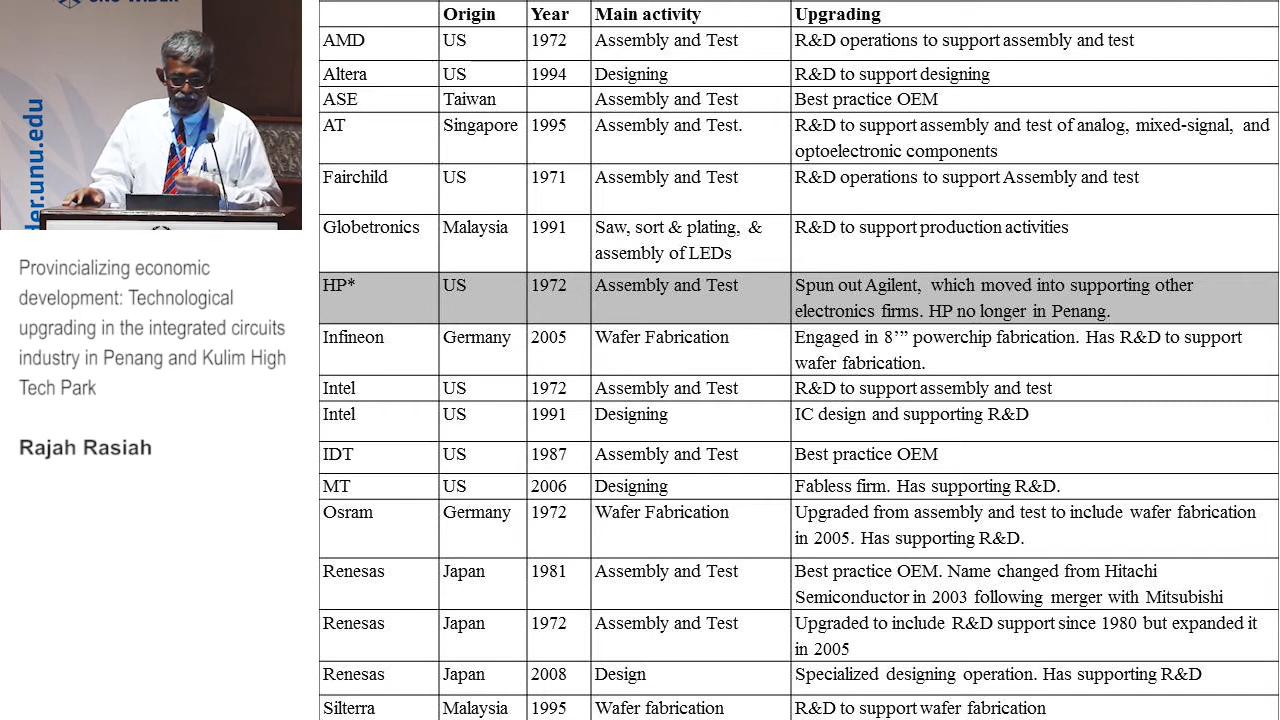 UNU-WIDER
der.unu.edu
Provincializing economic
development: Technological
upgrading in the integrated circuits
industry in Penang and Kulim High
Tech Park
Rajah Rasiah
Origin Year Main activity Upgrading
AMD US 1972 Assembly and Test R&D operations to support assembly and test
Altera US 1994 Designing R&D to support designing
ASE Taiwan Assembly and Test Best practice OEM
AT Singapore 1995 Assembly and Test. R&D to support assembly and test of analog, mixed-signal, and
optoelectronic components
Fairchild US 1971 Assembly and Test R&D operations to support Assembly and test
Globetronics Malaysia 1991 Saw, sort & plating, & R&D to support production activities
assembly of LEDs
HP* US 1972 Assembly and Test Spun out Agilent, which moved into supporting other
electronics firms. HP no longer in Penang.
Infineon Germany 2005 Wafer Fabrication Engaged in 8’” powerchip fabrication. Has R&D to support
wafer fabrication.
Intel US 1972 Assembly and Test R&D to support assembly and test
Intel US 1991 Designing IC design and supporting R&D
IDT US 1987 Assembly and Test Best practice OEM
MT US 2006 Designing Fabless firm. Has supporting R&D.
Osram Germany 1972 Wafer Fabrication Upgraded from assembly and test to include wafer fabrication
in 2005. Has supporting R&D.
Renesas Japan 1981 Assembly and Test Best practice OEM. Name changed from Hitachi
Semiconductor in 2003 following merger with Mitsubishi
Renesas Japan 1972 Assembly and Test Upgraded to include R&D support since 1980 but expanded it
in 2005
Renesas Japan 2008 Design Specialized designing operation. Has supporting R&D
Silterra Malaysia 1995 Wafer fabrication R&D to support wafer fabrication